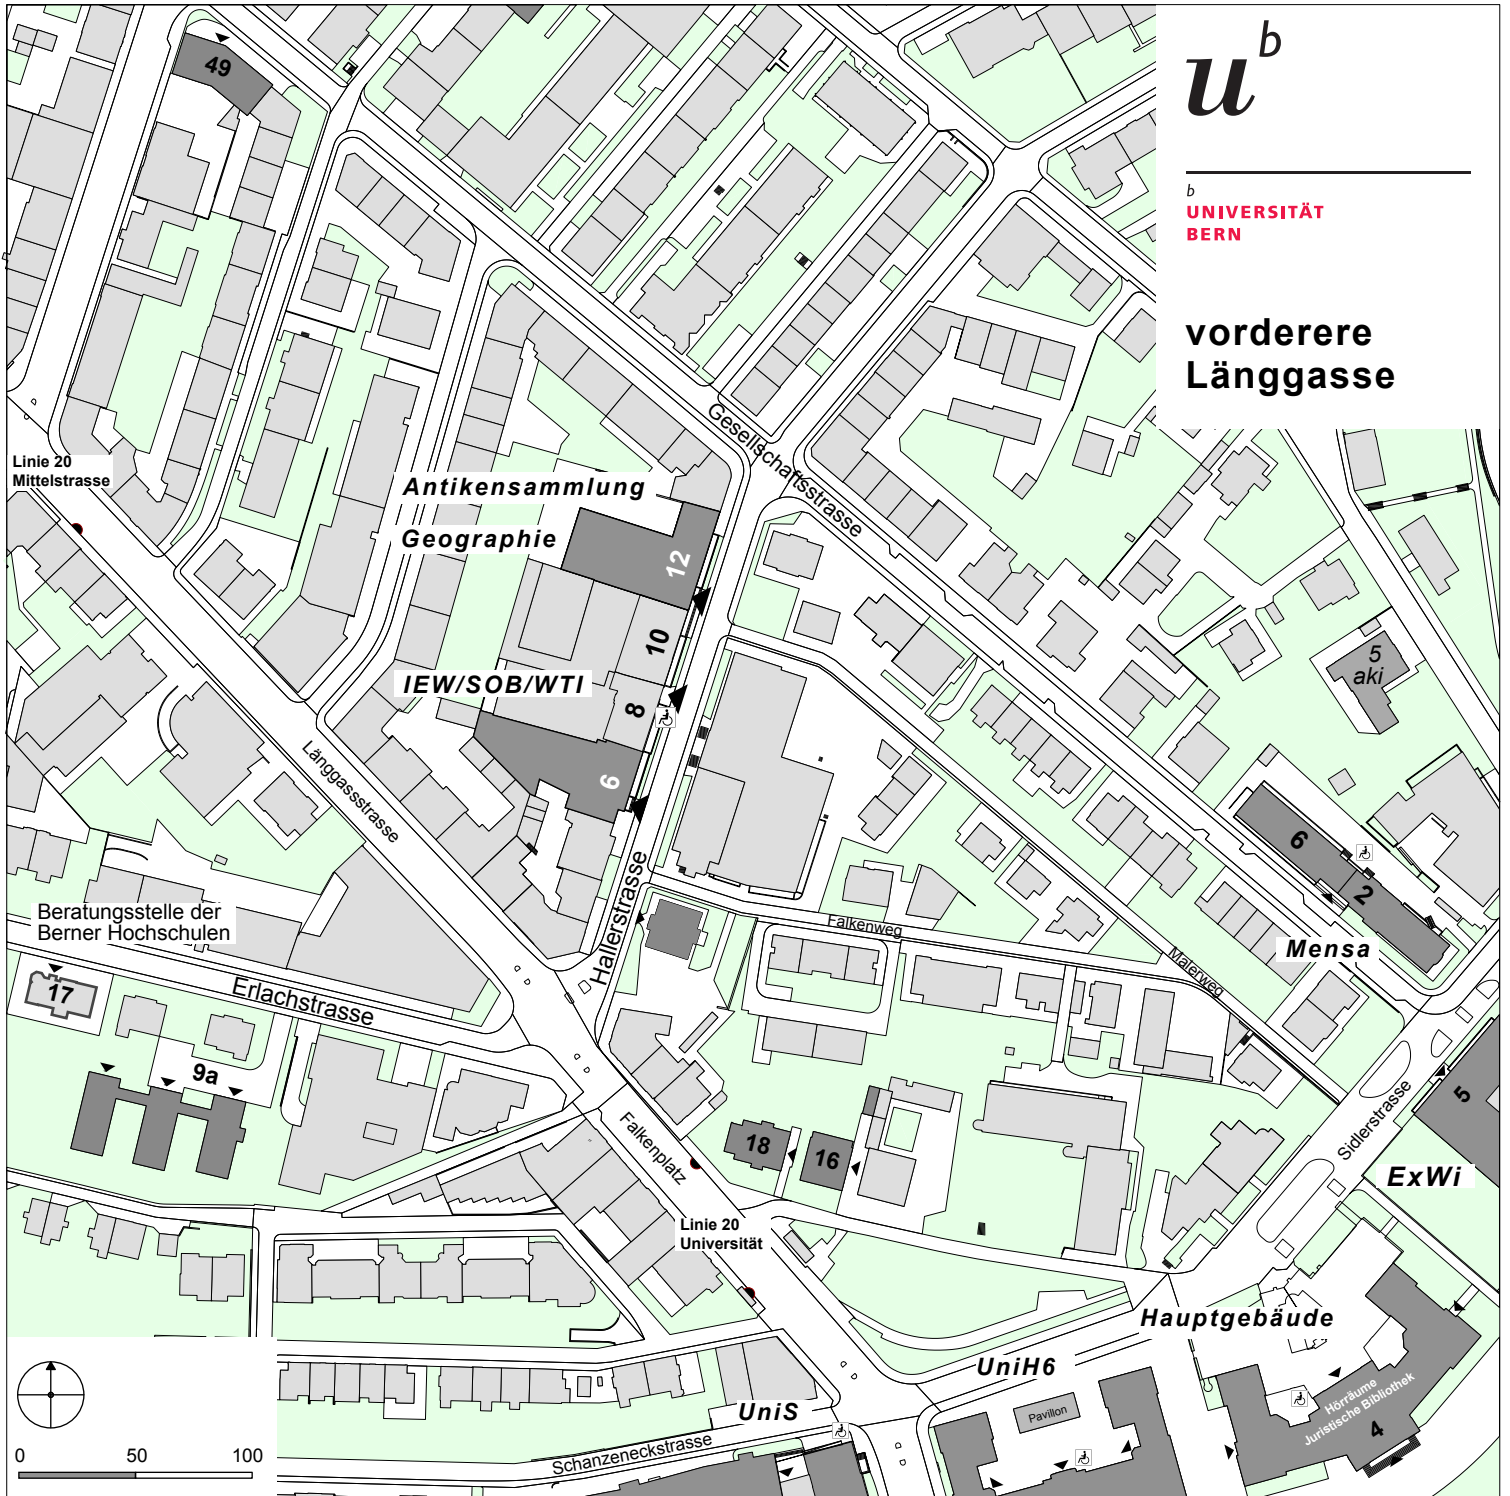 u
b
b
UNIVERSITÄT
BERN
vorderere
Länggasse
49
Linie 20
Mittelstrasse
Gesellschaftsstrasse
Antikensammlung
Geographie
12
10
IEW/SOB/WTI
8
6
5
aki
Länggassstrasse
Hallerstrasse
6
2
Mensa
Beratungsstelle der
Berner Hochschulen
Falkenweg
Malerweg
17
Erlachstrasse
9a
5
Sidlerstrasse
Falkenplatz
18
16
ExWi
Linie 20
Universität
Hauptgebäude
UniH6
UniS
Pavillon
Hörräume
Juristische Bibliothek
4
Schanzeneckstrasse
0
50
100